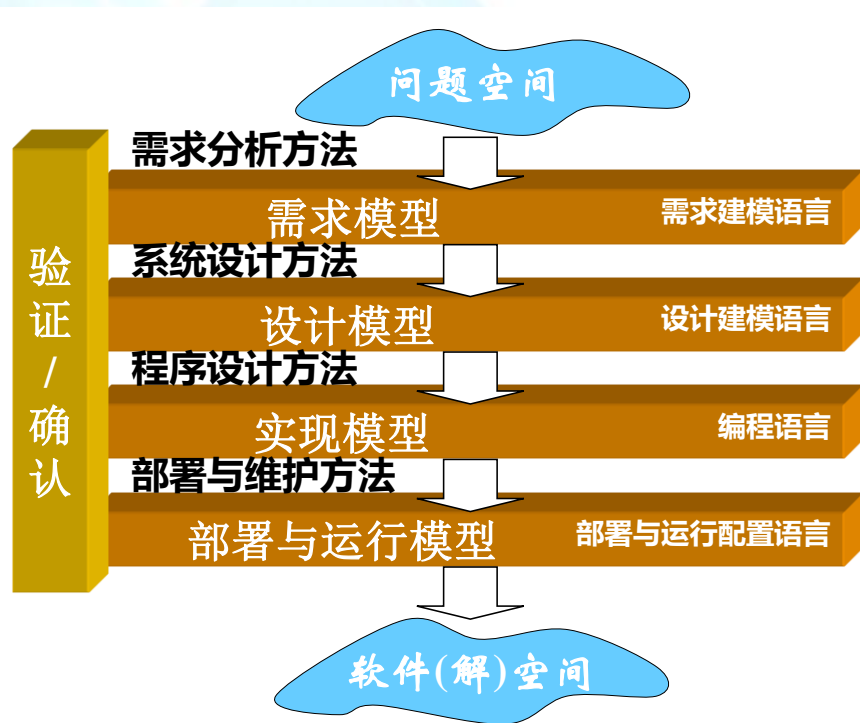 问题空间
需求分析方法
需求模型
需求建模语言
系统设计方法
设计模型
设计建模语言
程序设计方法
实现模型
编程语言
部署与维护方法
部署与运行模型
部署与运行配置语言
验
证
/
确
认
软件(解)空间